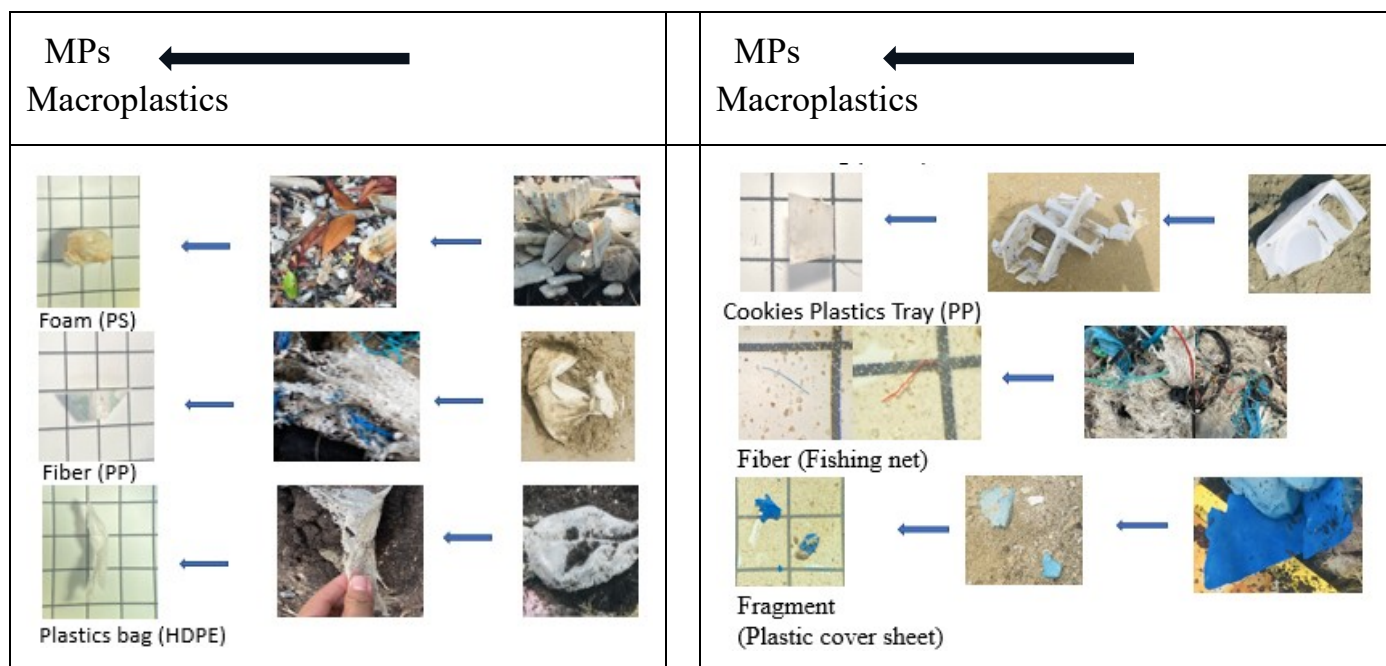 MPs
Macroplastics
MPs
Macroplastics
Foam (PS)
Fiber (PP)
Plastics bag (HDPE)
Cookies Plastics Tray (PP)
Fiber (Fishing net)
Fragment
(Plastic cover sheet)